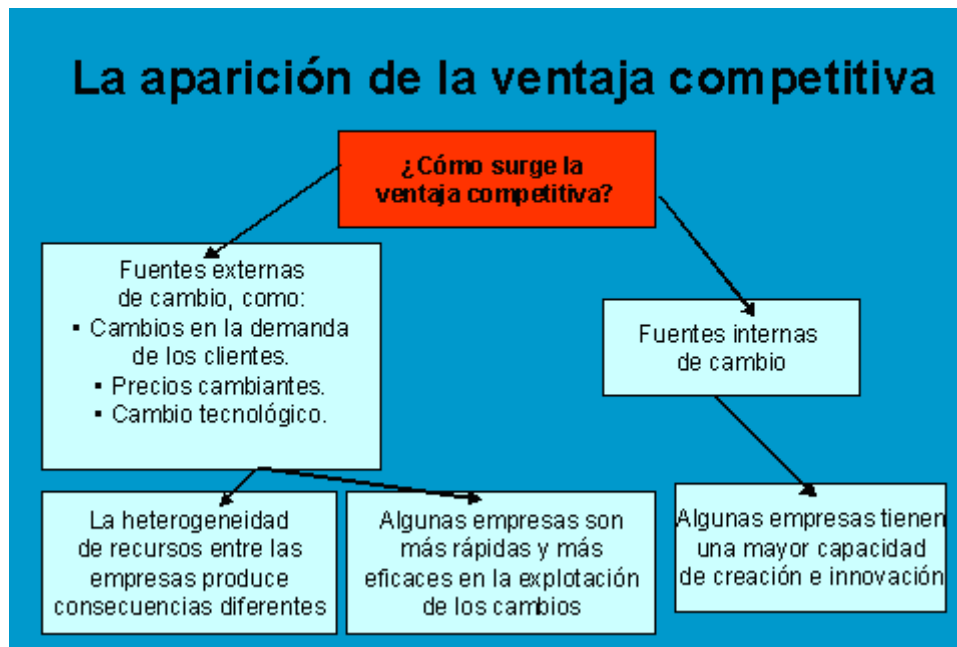 La aparición de la ventaja competitiva
¿Cómo surge la
ventaja competitiva?
Fuentes externas
de cambio, como:
▪ Cambios en la demanda
de los clientes.
▪ Precios cambiantes.
▪ Cambio tecnológico.
Fuentes internas
de cambio
La heterogeneidad
de recursos entre las
empresas produce
consecuencias diferentes
Algunas empresas son
más rápidas y más
eficaces en la explotación
de los cambios
Algunas empresas tienen
una mayor capacidad
de creación e innovación